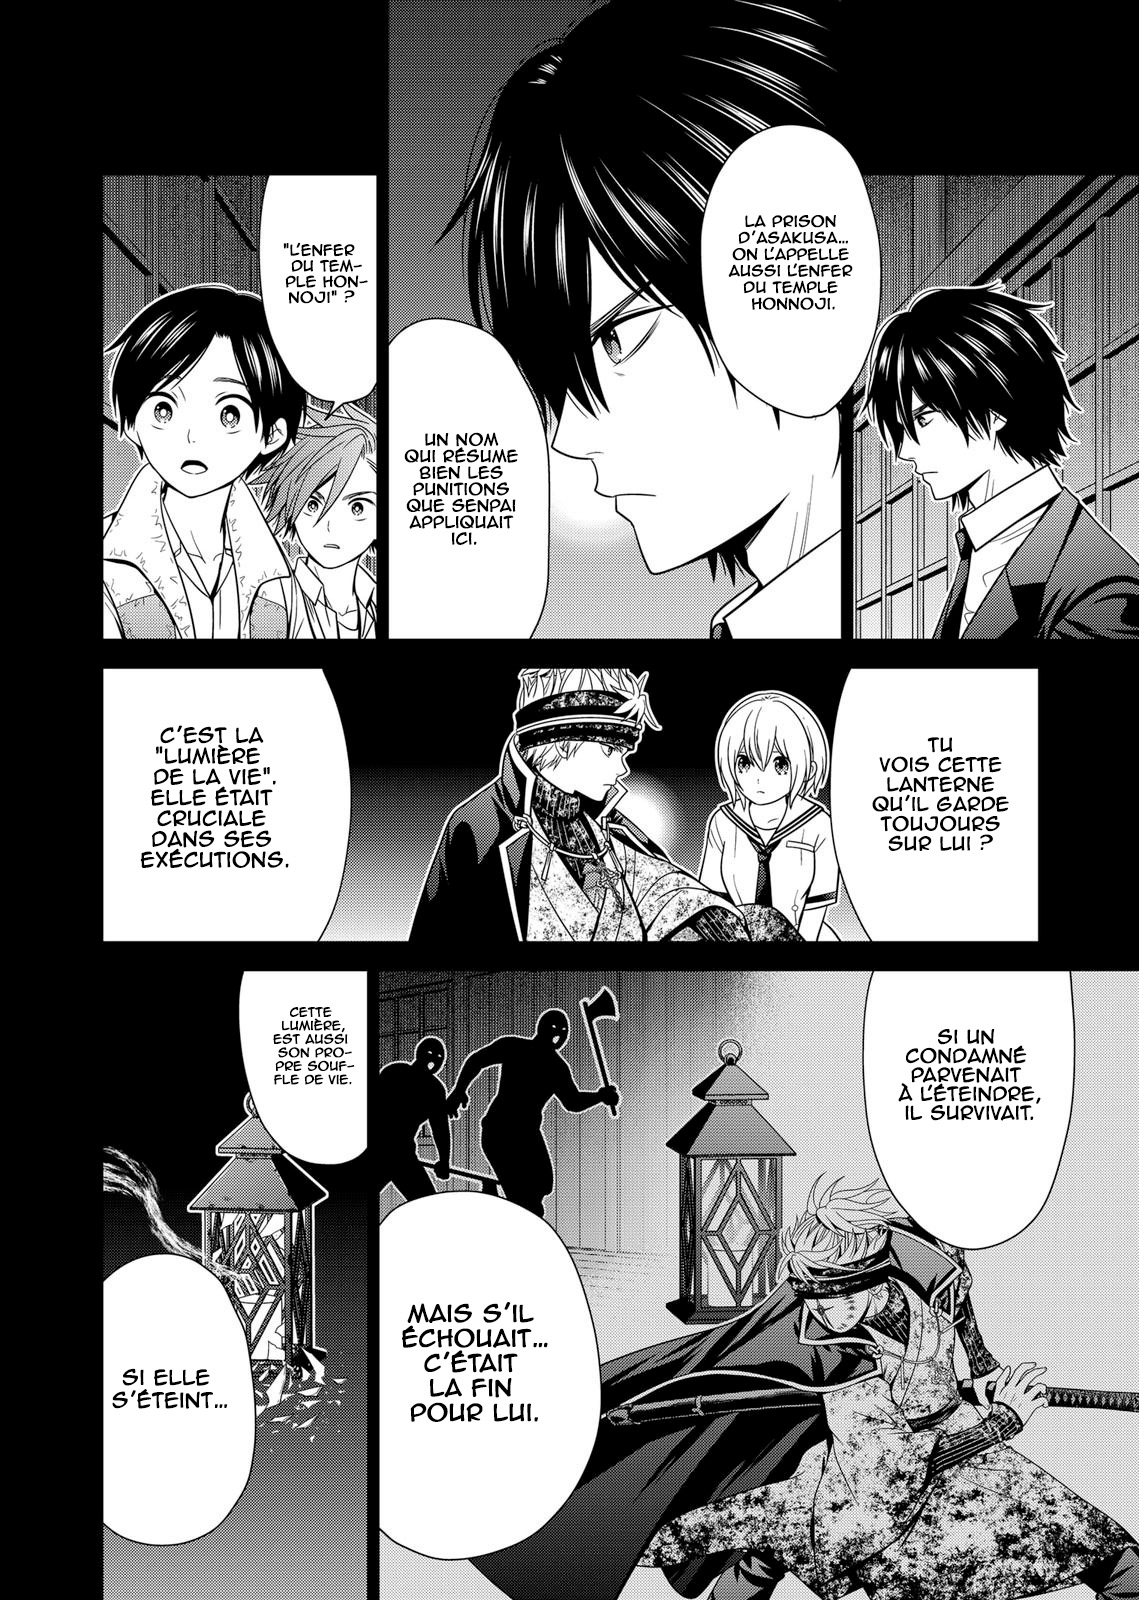 LA PRISON
D'ASAKUSA...
ON L'APPELLE
AUSSI L'ENFER
DU TEMPLE
HONNOJI.
UN NOM
QUI RÉSUME
BIEN LES
PUNITIONS
QUE SENPAI
APPLIQUAIT
ICI.
"L'ENFER
DU TEM-
PLE HON-
NOJI" ?
TU
VOIS CETTE
LANTERNE
QU'IL GARDE
TOUJOURS
SUR LUI ?
C'EST LA
"LUMIÈRE
DE LA VIE".
ELLE ÉTAIT
CRUCIALE
DANS SES
EXÉCUTIONS.
SI UN
CONDAMNÉ
PARVENAIT
À L'ÉTEINDRE,
IL SURVIVAIT.
MAIS S'IL
ÉCHOUAIT...
C'ÉTAIT
LA FIN
POUR LUI.
CETTE
LUMIÈRE,
EST AUSSI
SON PRO-
PRE SOUF-
FLE DE VIE.
SI ELLE
S'ÉTEINT...